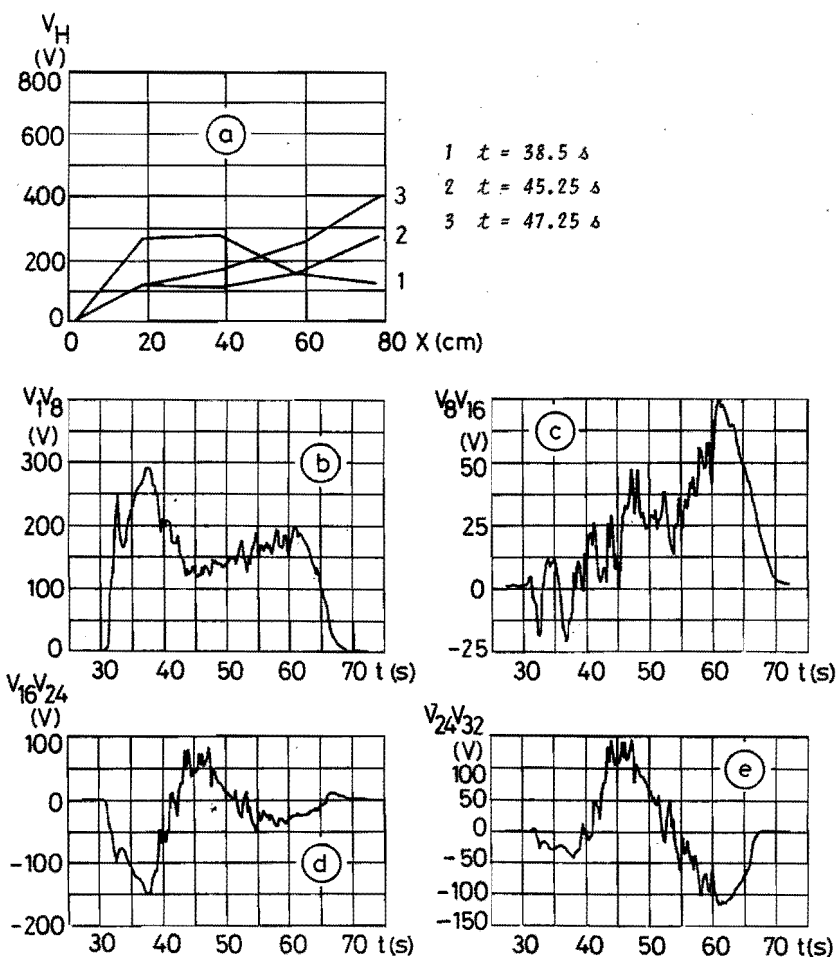 V_H
(V)
800
600
400
200
0
a
3
2
1
0 20 40 60 80 X (cm)
1 t = 38.5 s
2 t = 45.25 s
3 t = 47.25 s
V₁V₈
(V)
300
200
100
0
b
30 40 50 60 70 t(s)
V₈V₁₆
(V)
50
25
0
-25
c
30 40 50 60 70 t(s)
V₁₆V₂₄
(V)
100
0
-100
-200
d
30 40 50 60 70 t(s)
V₂₄V₃₂
(V)
100
50
0
-50
-100
-150
e
30 40 50 60 70 t(s)